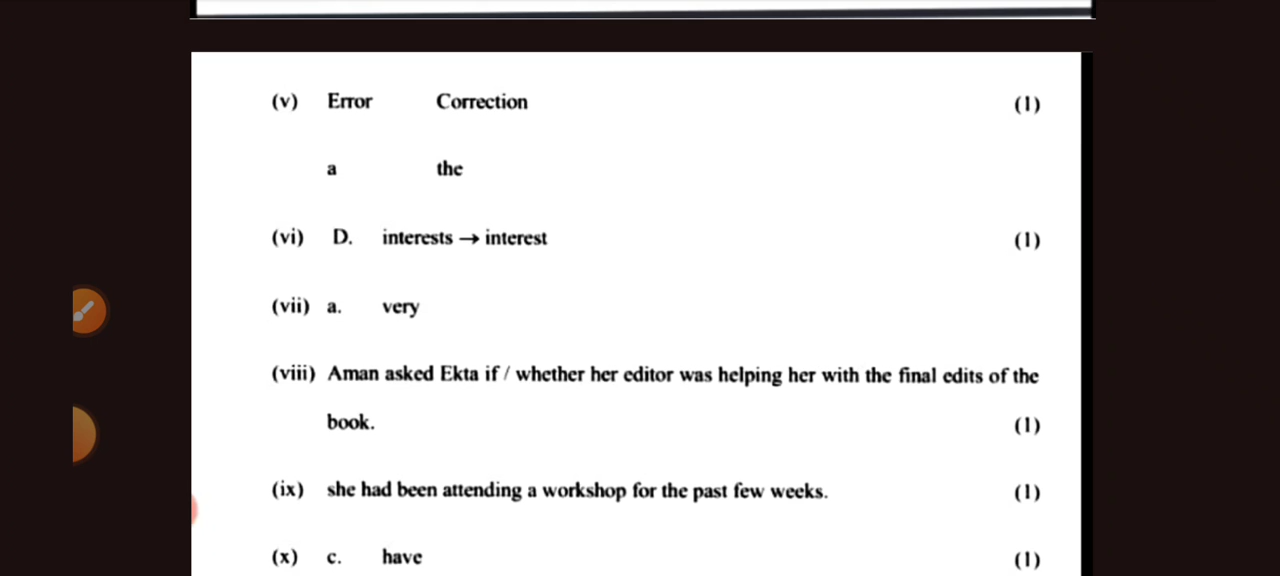 (v) Error Correction (1)
a the
(vi) D. interests → interest (1)
(vii) a. very
(viii) Aman asked Ekta if / whether her editor was helping her with the final edits of the
book. (1)
(ix) she had been attending a workshop for the past few weeks. (1)
(x) c. have (1)